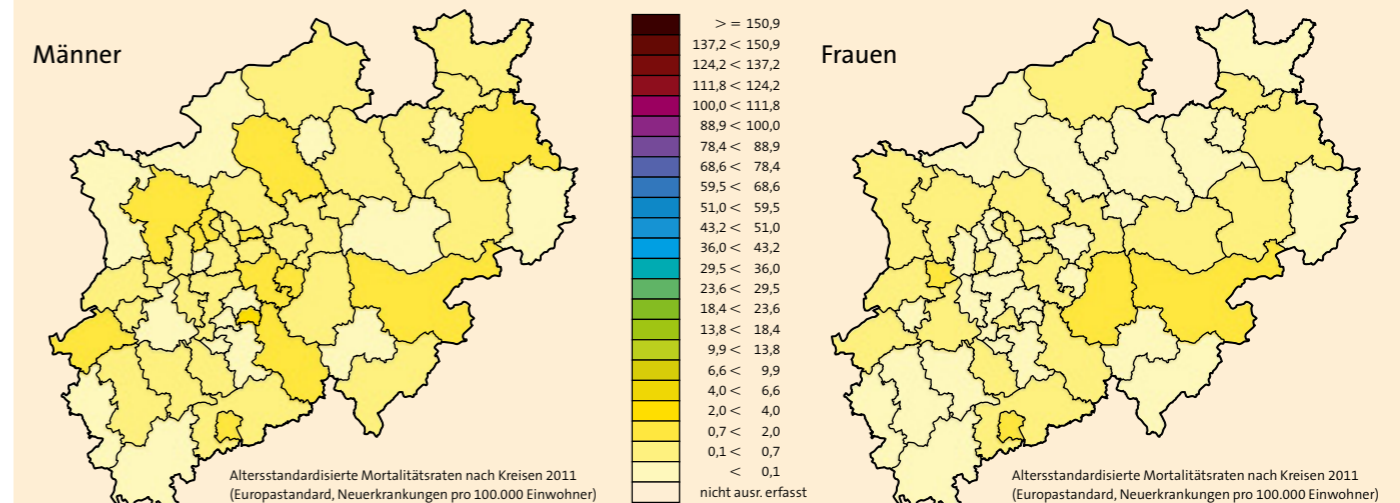 Männer
> = 150,9
137,2 < 150,9
124,2 < 137,2
111,8 < 124,2
100,0 < 111,8
88,9 < 100,0
78,4 < 88,9
68,6 < 78,4
59,5 < 68,6
51,0 < 59,5
43,2 < 51,0
36,0 < 43,2
29,5 < 36,0
23,6 < 29,5
18,4 < 23,6
13,8 < 18,4
9,9 < 13,8
6,6 < 9,9
4,0 < 6,6
2,0 < 4,0
0,7 < 2,0
0,1 < 0,7
< 0,1
nicht ausr. erfasst
Frauen
Altersstandardisierte Mortalitätsraten nach Kreisen 2011
(Europastandard, Neuerkrankungen pro 100.000 Einwohner)
Altersstandardisierte Mortalitätsraten nach Kreisen 2011
(Europastandard, Neuerkrankungen pro 100.000 Einwohner)